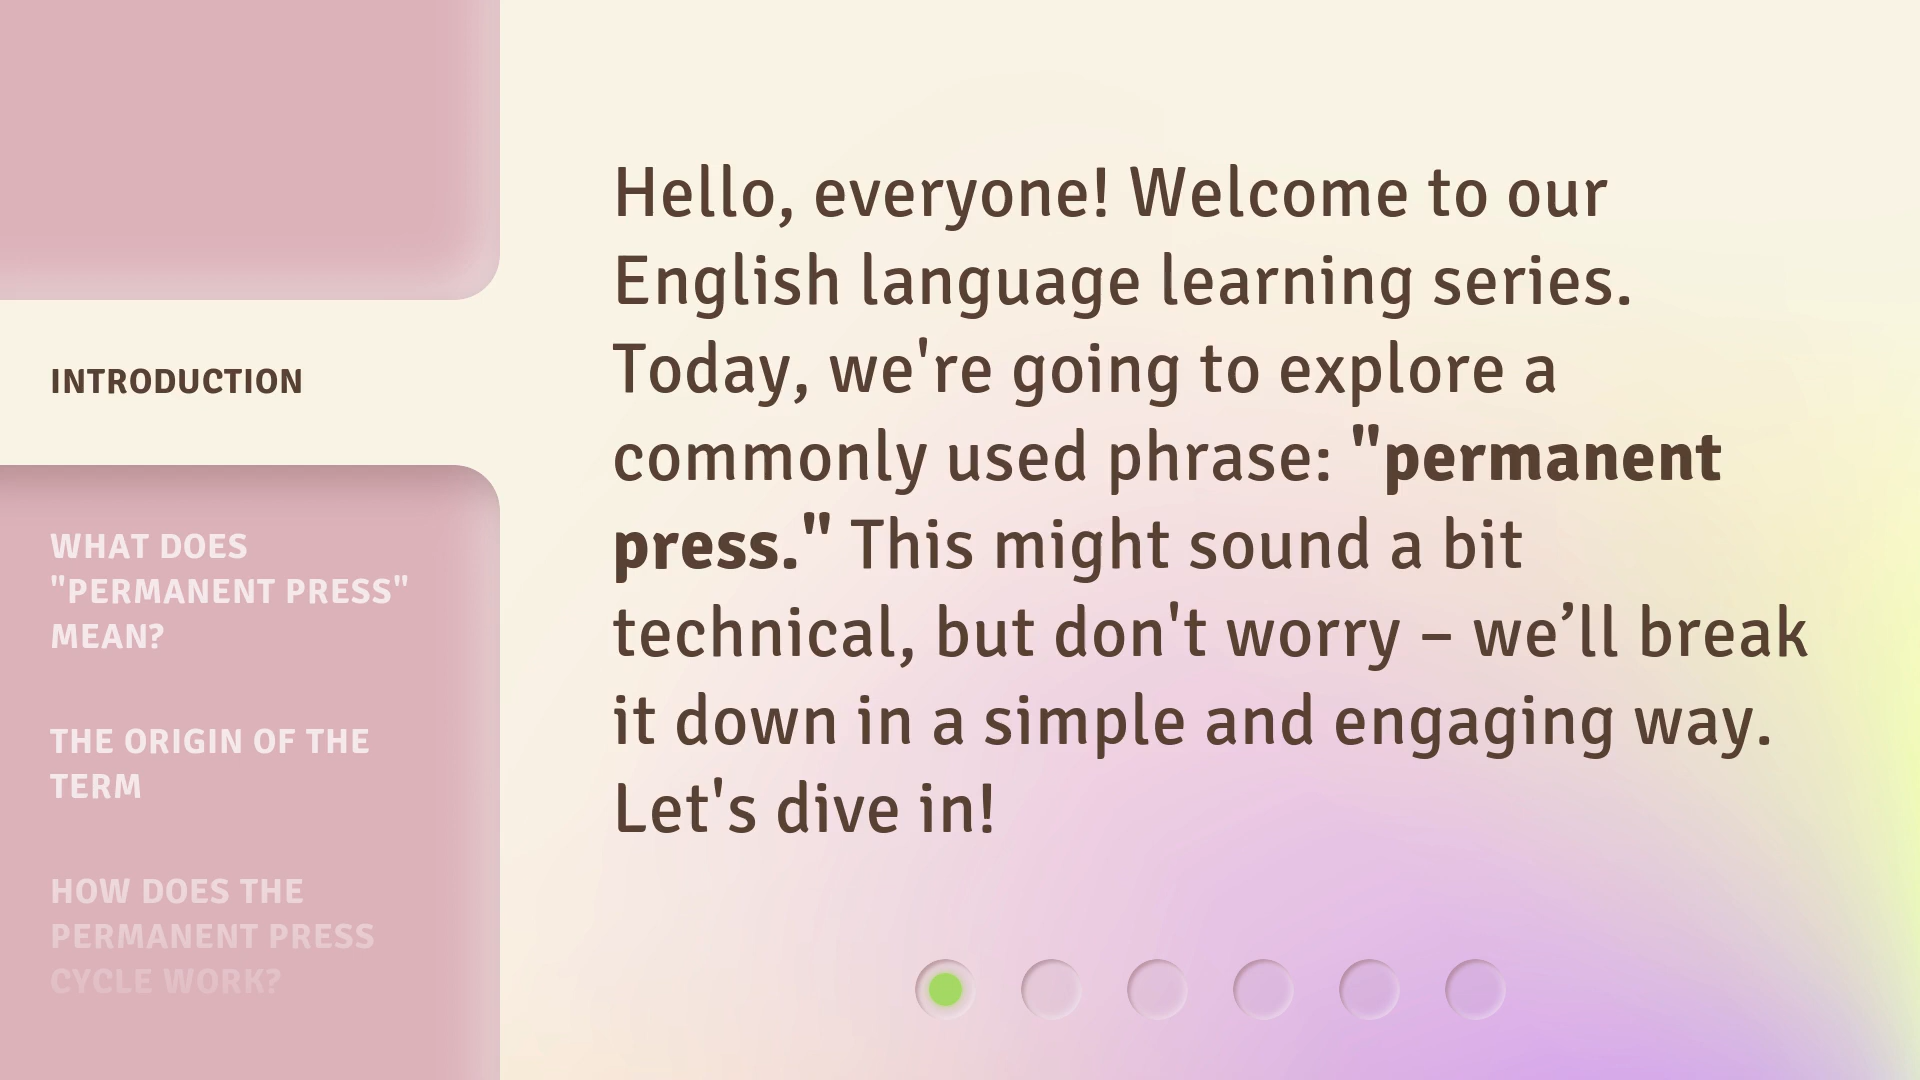 INTRODUCTION
WHAT DOES
"PERMANENT PRESS"
MEAN?
THE ORIGIN OF THE
TERM
HOW DOES THE
PERMANENT PRESS
CYCLE WORK?
Hello, everyone! Welcome to our
English language learning series.
Today, we're going to explore a
commonly used phrase: "permanent
press." This might sound a bit
technical, but don't worry – we’ll break
it down in a simple and engaging way.
Let's dive in!